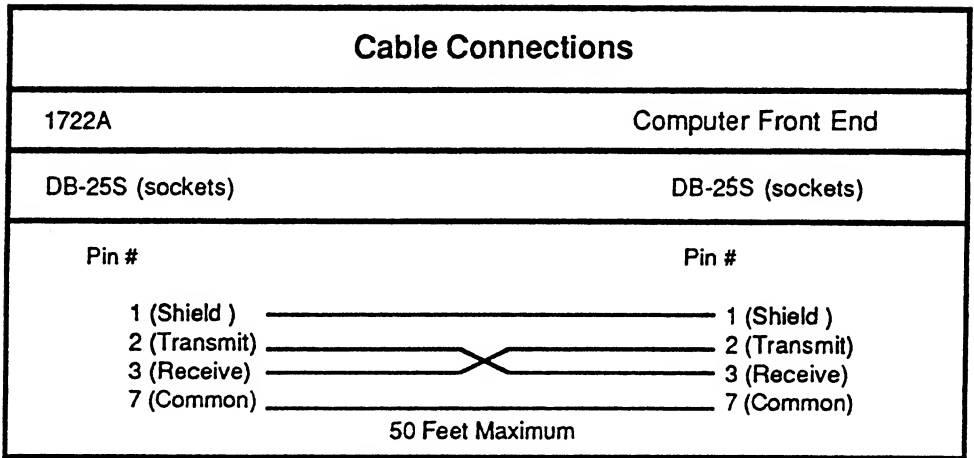 Cable Connections
1722A Computer Front End
DB-25S (sockets) DB-25S (sockets)
Pin # Pin #
1 (Shield ) 1 (Shield )
2 (Transmit) 2 (Transmit)
3 (Receive) 3 (Receive)
7 (Common) 7 (Common)
50 Feet Maximum